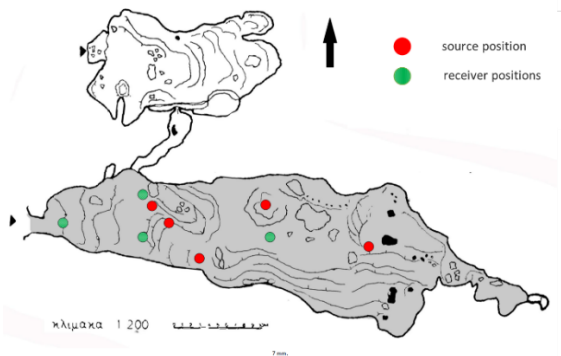 source position
receiver positions
κλιμακα 1 200
7 mm.